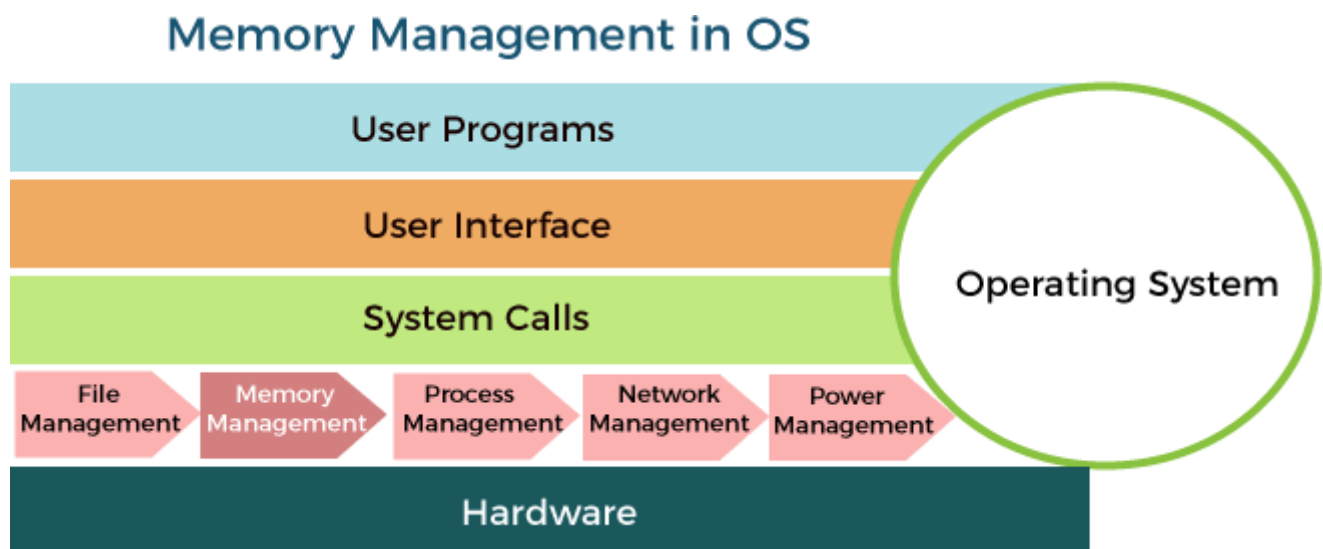 Memory Management in OS
User Programs
User Interface
Operating System
System Calls
File
Management
Memory
Management
Process
Management
Network
Management
Power
Management
Hardware